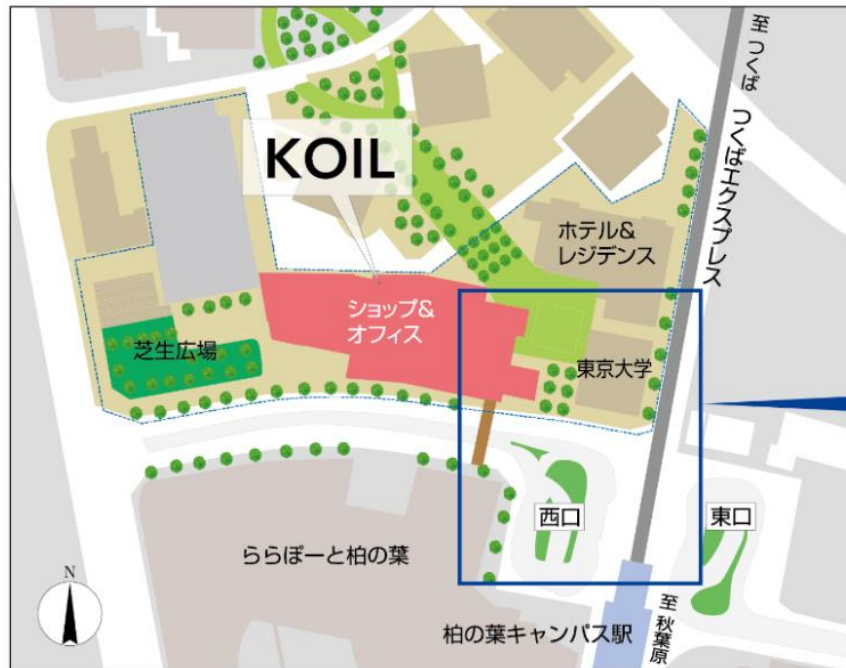 至 つくば
つくばエクスプレス
KOIL
ホテル&
レジデンス
ショップ&
オフィス
芝生広場
東京大学
西口
東口
ららぽーと柏の葉
N
柏の葉キャンパス駅
至 秋葉原